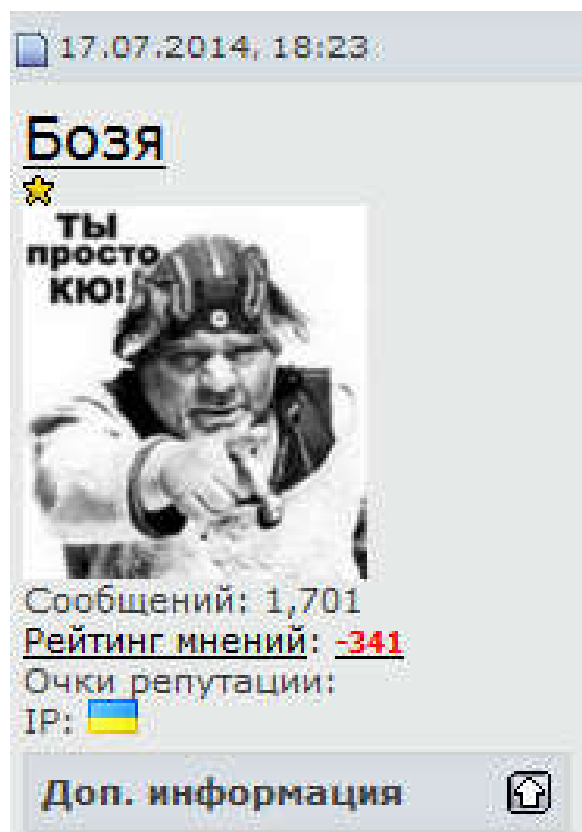 17.07.2014, 18:23
Бозя
ТЫ
просто
КЮ!
Сообщений: 1,701
Рейтинг мнений: -341
Очки репутации:
IP:
Доп. информация